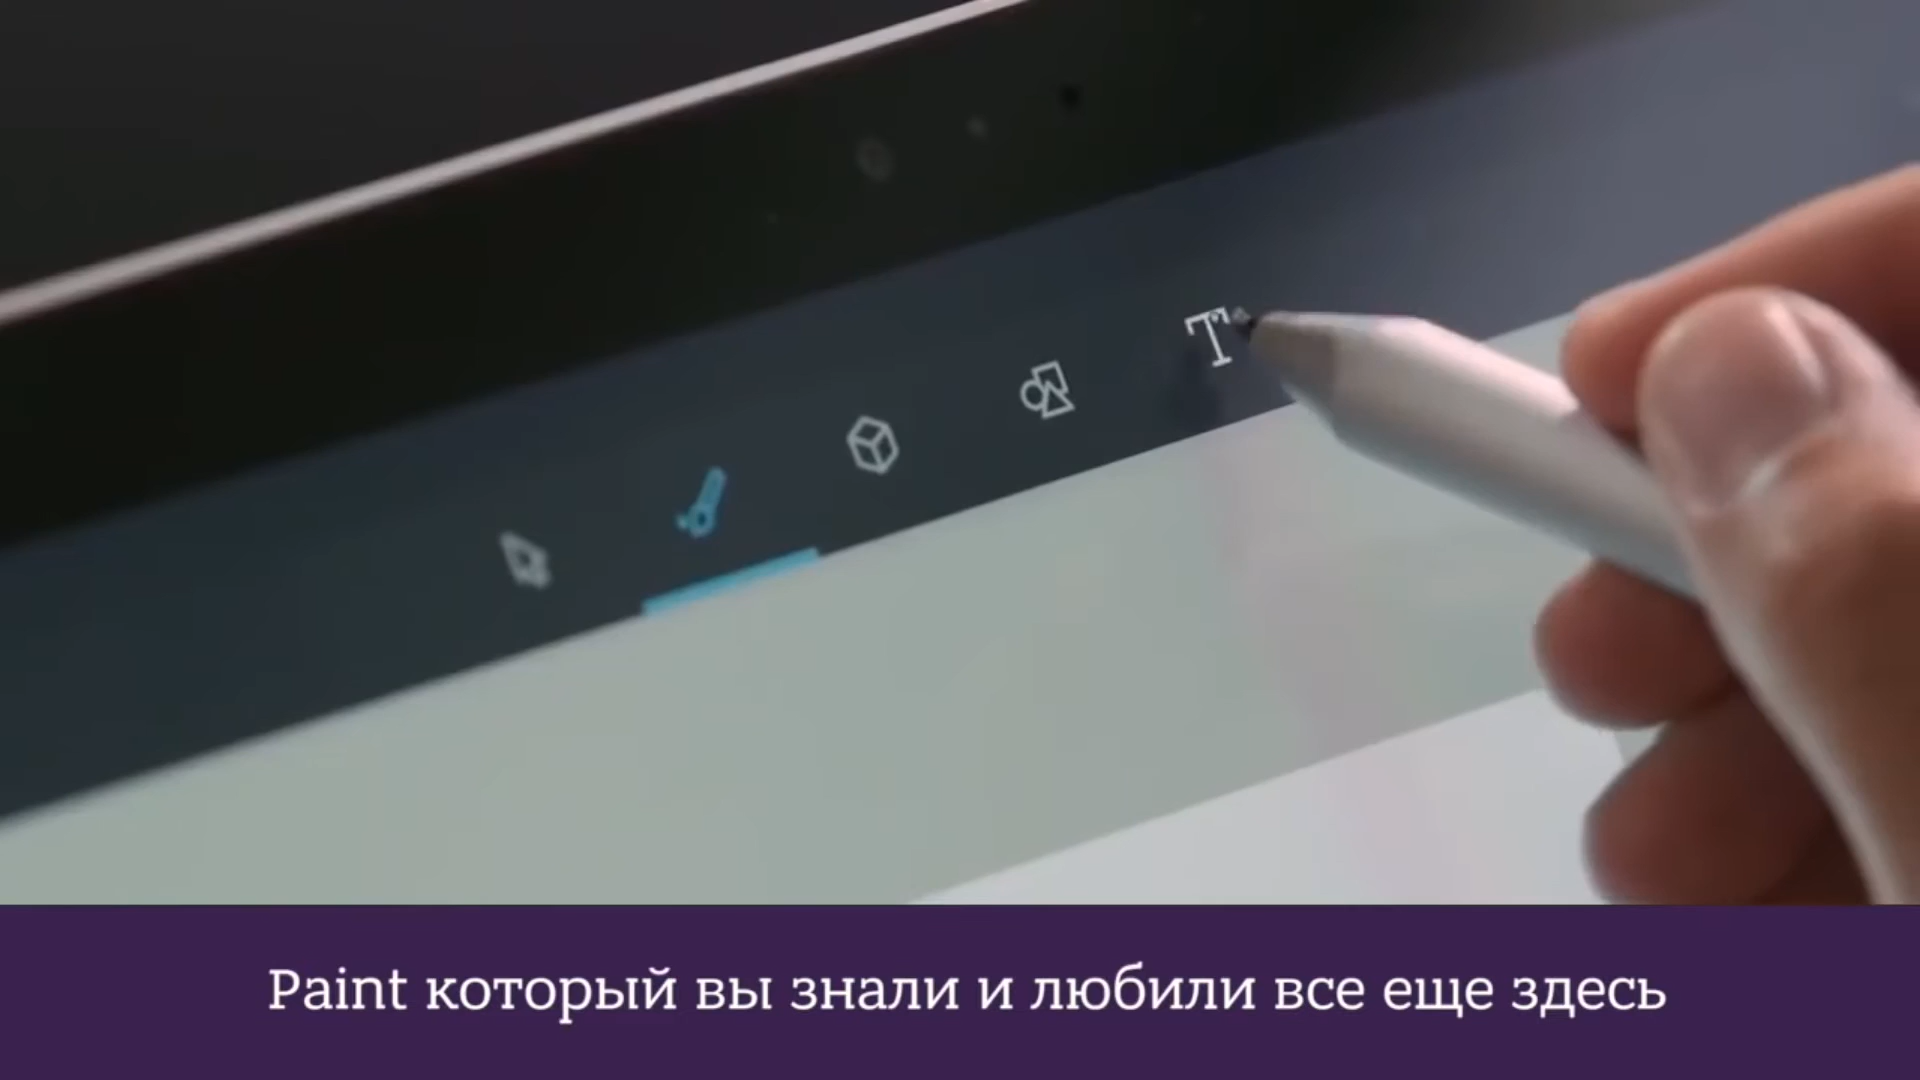 T
Paint который вы знали и любили все еще здесь